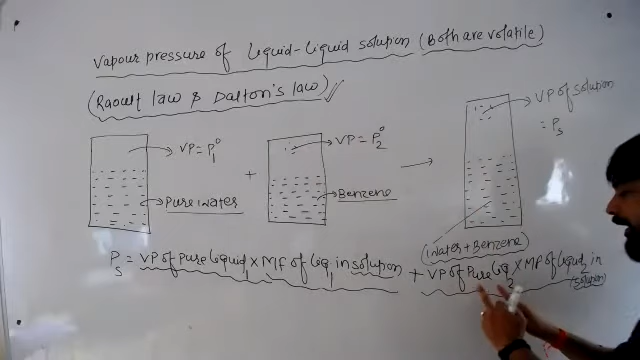 Vapour pressure of liquid-liquid solution (Both are volatile)
(Raoult law & Dalton's law)
VP = P₁⁰
Pure water
+
VP = P₂⁰
Benzene
VP of solution
= Ps
(water + Benzene)
Ps = VP of Pure liquid₁ × MF of liq₁ in solution + VP of Pure liq₂ × MF of liquid₂ in
(solution)